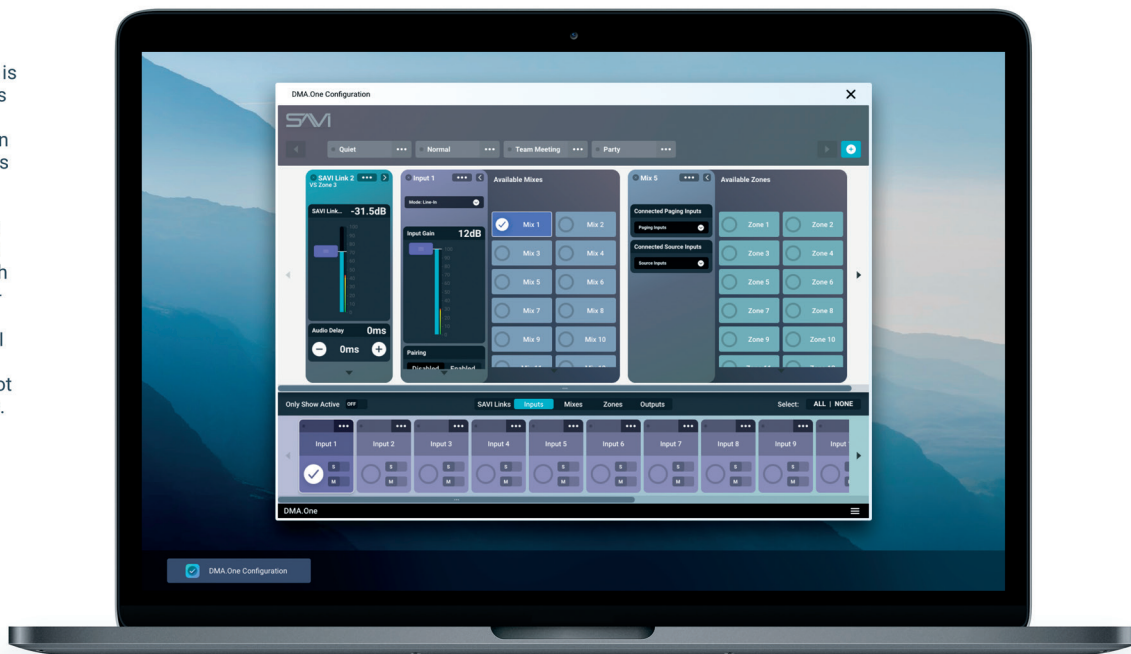 is
s
n
s
h
l
ot
.
DMA.One Configuration
SAVI
Quiet ••• Normal ••• Team Meeting ••• Party •••
SAVI Link 2 •••
VS Zone 3
SAVI Link... -31.5dB
Audio Delay 0ms
0ms
Input 1 •••
Mode: Line-In
Input Gain 12dB
Pairing
Disabled Enabled
Available Mixes
Mix 1 Mix 2
Mix 3 Mix 4
Mix 5 Mix 6
Mix 7 Mix 8
Mix 9 Mix 10
Mix 5 •••
Connected Paging Inputs
Paging Inputs
Connected Source Inputs
Source Inputs
Available Zones
Zone 1 Zone 2
Zone 3 Zone 4
Zone 5 Zone 6
Zone 7 Zone 8
Zone 9 Zone 10
Only Show Active OFF
SAVI Links Inputs Mixes Zones Outputs
Select: ALL | NONE
Input 1 Input 2 Input 3 Input 4 Input 5 Input 6 Input 7 Input 8 Input 9 Input
S S S S S S S S S
M M M M M M M M M
DMA.One
DMA.One Configuration